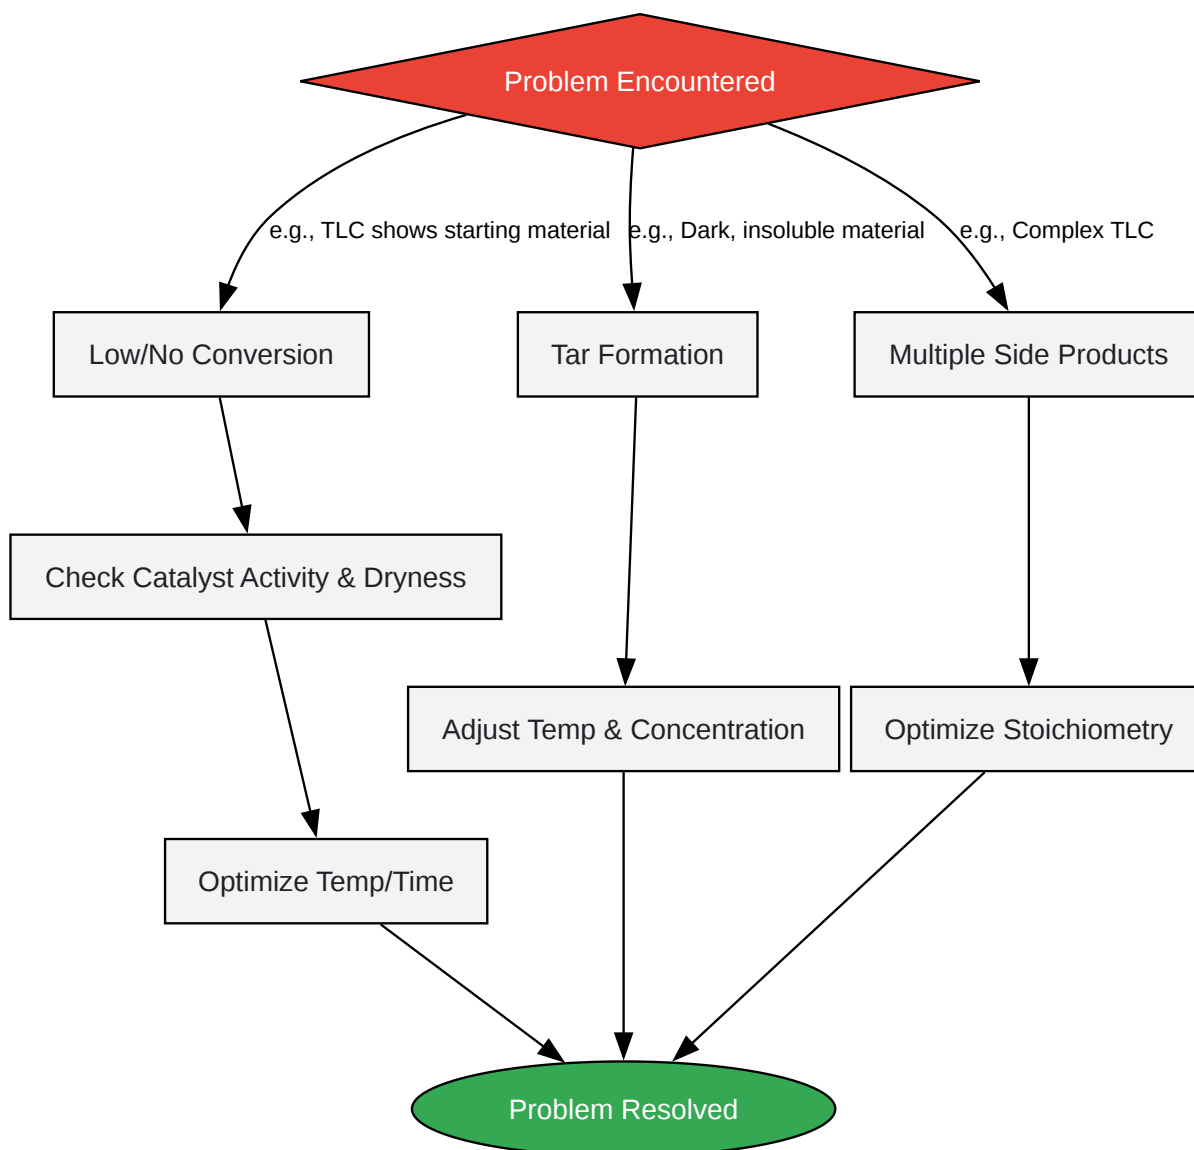 Problem Encountered
e.g., TLC shows starting material
e.g., Dark, insoluble material
e.g., Complex TLC
Low/No Conversion
Tar Formation
Multiple Side Products
Check Catalyst Activity & Dryness
Adjust Temp & Concentration
Optimize Stoichiometry
Optimize Temp/Time
Problem Resolved